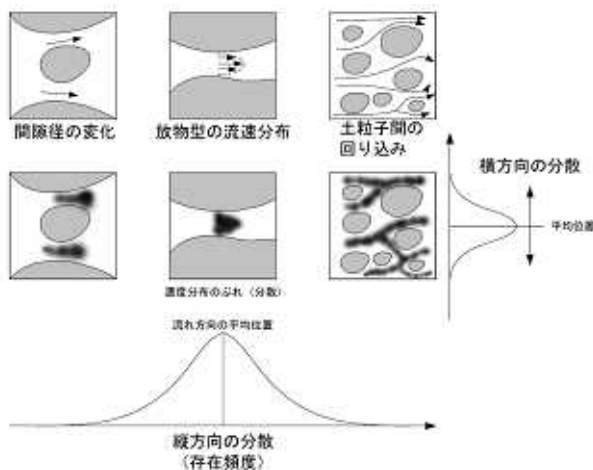 間隙径の変化
放物型の流速分布
土粒子間の
回り込み
横方向の分散
平均位置
濃度分布のぶれ（分散）
流れ方向の平均位置
縦方向の分散
（存在頻度）